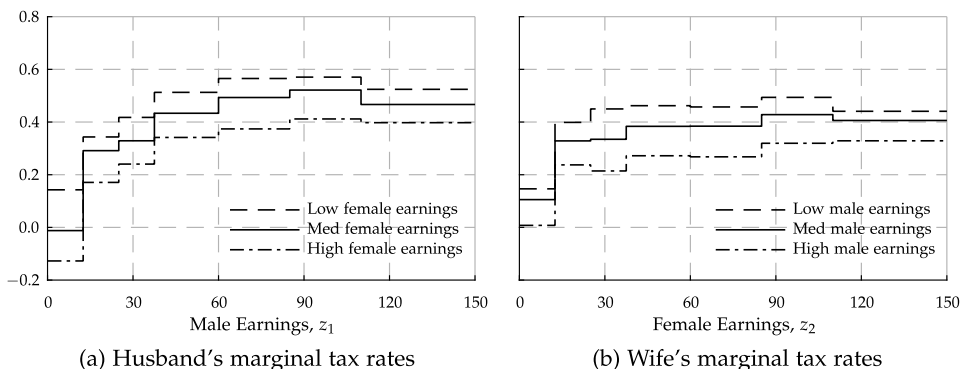 0.8
0.6
0.4
0.2
0.0
−0.2
Low female earnings
Med female earnings
High female earnings
0 30 60 90 120 150
Male Earnings, z₁
(a) Husband's marginal tax rates
Low male earnings
Med male earnings
High male earnings
0 30 60 90 120 150
Female Earnings, z₂
(b) Wife's marginal tax rates